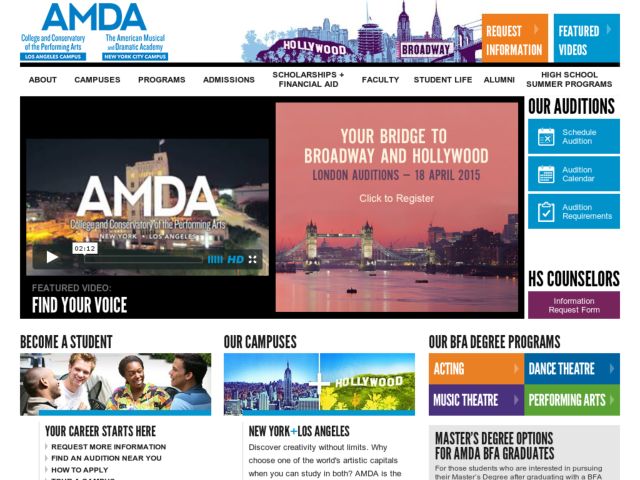 AMDA
College and Conservatory
of the Performing Arts
LOS ANGELES CAMPUS
The American Musical
and Dramatic Academy
NEW YORK CITY CAMPUS
HOLLYWOOD
BROADWAY
REQUEST
INFORMATION
FEATURED
VIDEOS
ABOUT
CAMPUSES
PROGRAMS
ADMISSIONS
SCHOLARSHIPS +
FINANCIAL AID
FACULTY
STUDENT LIFE
ALUMNI
HIGH SCHOOL
SUMMER PROGRAMS
AMDA
College and Conservatory of the Performing Arts
NEW YORK • LOS ANGELES
02:12
HD
FEATURED VIDEO:
FIND YOUR VOICE
YOUR BRIDGE TO
BROADWAY AND HOLLYWOOD
LONDON AUDITIONS – 18 APRIL 2015
Click to Register
OUR AUDITIONS
Schedule
Audition
Audition
Calendar
Audition
Requirements
HS COUNSELORS
Information
Request Form
BECOME A STUDENT
YOUR CAREER STARTS HERE
REQUEST MORE INFORMATION
FIND AN AUDITION NEAR YOU
HOW TO APPLY
OUR CAMPUSES
HOLLYWOOD
NEW YORK+LOS ANGELES
Discover creativity without limits. Why
choose one of the world's artistic capitals
when you can study in both? AMDA is the
OUR BFA DEGREE PROGRAMS
ACTING
DANCE THEATRE
MUSIC THEATRE
PERFORMING ARTS
MASTER'S DEGREE OPTIONS
FOR AMDA BFA GRADUATES
For those students who are interested in pursuing
their Master's Degree after graduating with a BFA